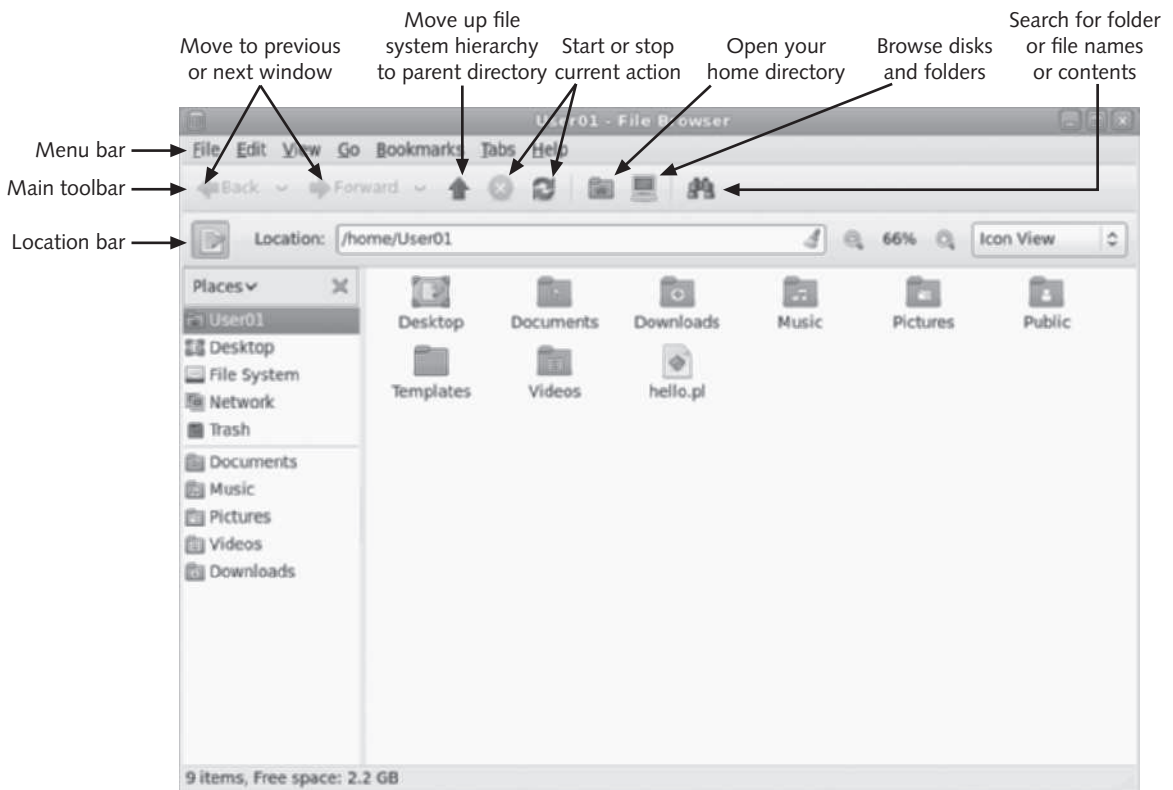 Move to previous
or next window
Move up file
system hierarchy
to parent directory
Start or stop
current action
Open your
home directory
Browse disks
and folders
Search for folder
or file names
or contents
User01 - File Browser
Menu bar
File Edit View Go Bookmarks Tabs Help
Main toolbar
Back Forward
Location bar
Location: /home/User01 66% Icon View
Places
User01
Desktop
File System
Network
Trash
Documents
Music
Pictures
Videos
Downloads
Desktop Documents Downloads Music Pictures Public
Templates Videos hello.pl
9 items, Free space: 2.2 GB